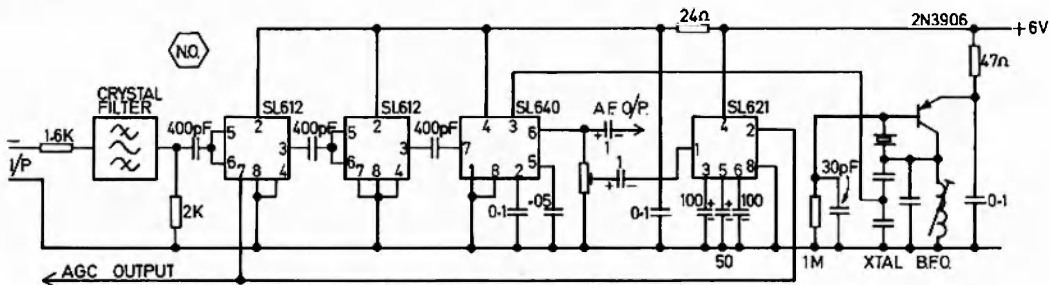 24Ω
2N3906
+6V
N.O.
47Ω
CRYSTAL
FILTER
SL612
SL612
SL640
SL621
A.F. O/P.
1·6K
I/P
400pF
400pF
400pF
2K
5
6
2
3
7
8
4
5
6
2
3
7
8
4
4
3
7
6
5
1
8
2
+ -
1
1
+ -
0·1
·05
0·1
4
1
2
3
5
6
8
100
50
100
+
-
30pF
1M
XTAL
B.F.O.
0·1
AGC OUTPUT